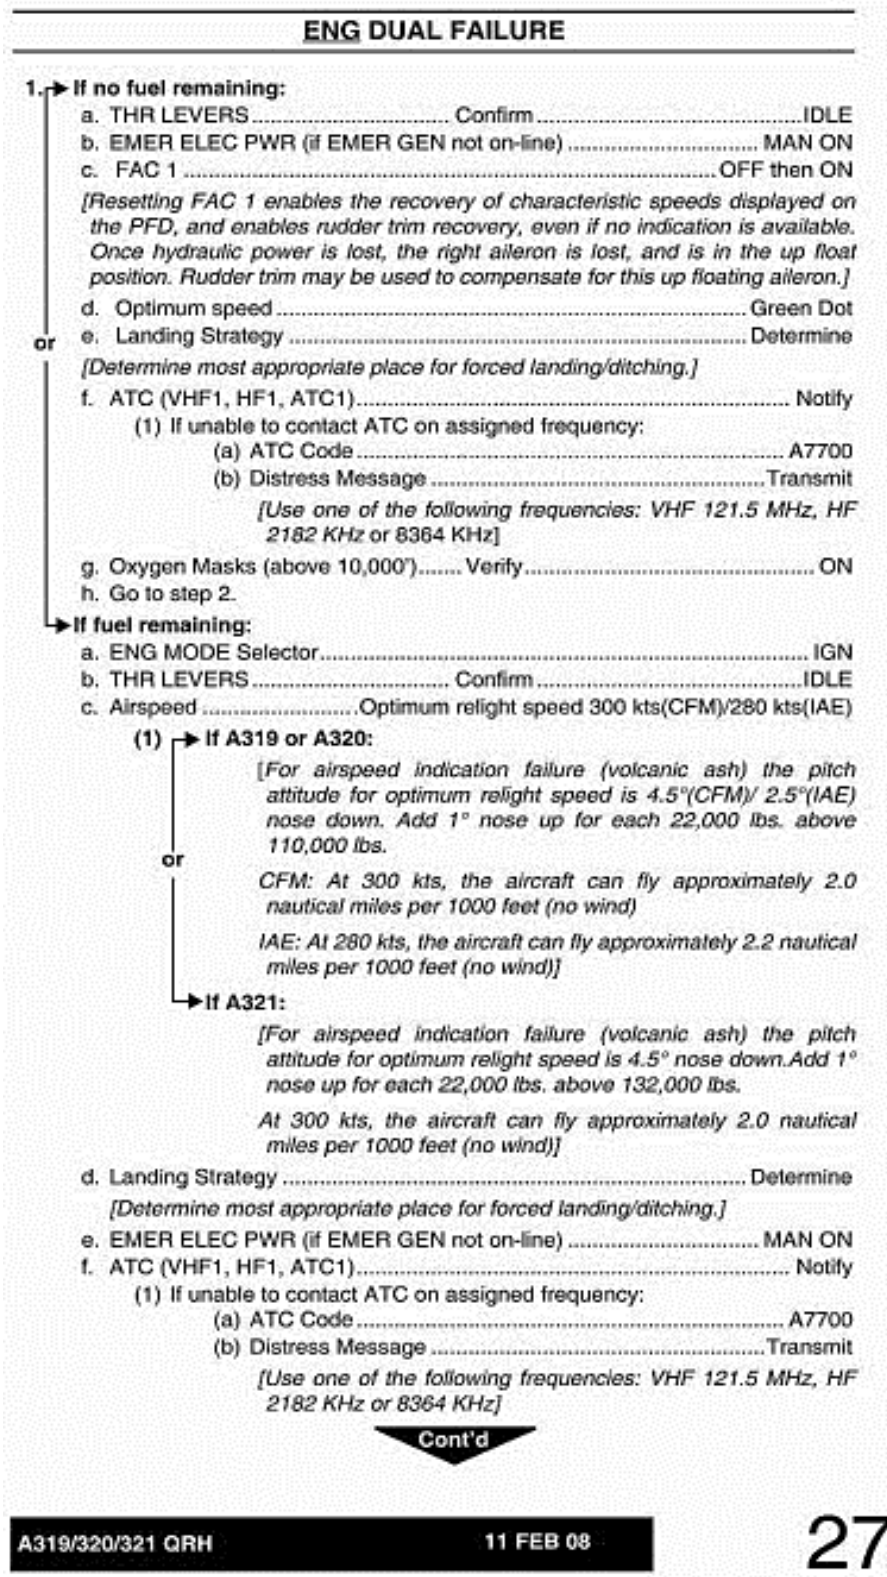 ENG DUAL FAILURE
1. If no fuel remaining:
a. THR LEVERS................................. Confirm............................................IDLE
b. EMER ELEC PWR (if EMER GEN not on-line) ................................ MAN ON
c. FAC 1 .........................................................................................OFF then ON
[Resetting FAC 1 enables the recovery of characteristic speeds displayed on
the PFD, and enables rudder trim recovery, even if no indication is available.
Once hydraulic power is lost, the right aileron is lost, and is in the up float
position. Rudder trim may be used to compensate for this up floating aileron.]
d. Optimum speed ...............................................................................Green Dot
or
e. Landing Strategy .............................................................................Determine
[Determine most appropriate place for forced landing/ditching.]
f. ATC (VHF1, HF1, ATC1)........................................................................ Notify
(1) If unable to contact ATC on assigned frequency:
(a) ATC Code....................................................................... A7700
(b) Distress Message ........................................................Transmit
[Use one of the following frequencies: VHF 121.5 MHz, HF
2182 KHz or 8364 KHz]
g. Oxygen Masks (above 10,000')....... Verify................................................. ON
h. Go to step 2.
If fuel remaining:
a. ENG MODE Selector................................................................................. IGN
b. THR LEVERS................................. Confirm............................................IDLE
c. Airspeed ..........................Optimum relight speed 300 kts(CFM)/280 kts(IAE)
(1) If A319 or A320:
[For airspeed indication failure (volcanic ash) the pitch
attitude for optimum relight speed is 4.5°(CFM)/ 2.5°(IAE)
nose down. Add 1° nose up for each 22,000 lbs. above
110,000 lbs.
or
CFM: At 300 kts, the aircraft can fly approximately 2.0
nautical miles per 1000 feet (no wind)
IAE: At 280 kts, the aircraft can fly approximately 2.2 nautical
miles per 1000 feet (no wind)]
If A321:
[For airspeed indication failure (volcanic ash) the pitch
attitude for optimum relight speed is 4.5° nose down.Add 1°
nose up for each 22,000 lbs. above 132,000 lbs.
At 300 kts, the aircraft can fly approximately 2.0 nautical
miles per 1000 feet (no wind)]
d. Landing Strategy ............................................................................. Determine
[Determine most appropriate place for forced landing/ditching.]
e. EMER ELEC PWR (if EMER GEN not on-line) ................................ MAN ON
f. ATC (VHF1, HF1, ATC1)........................................................................ Notify
(1) If unable to contact ATC on assigned frequency:
(a) ATC Code....................................................................... A7700
(b) Distress Message ........................................................Transmit
[Use one of the following frequencies: VHF 121.5 MHz, HF
2182 KHz or 8364 KHz]
Cont'd
A319/320/321 QRH 11 FEB 08 27